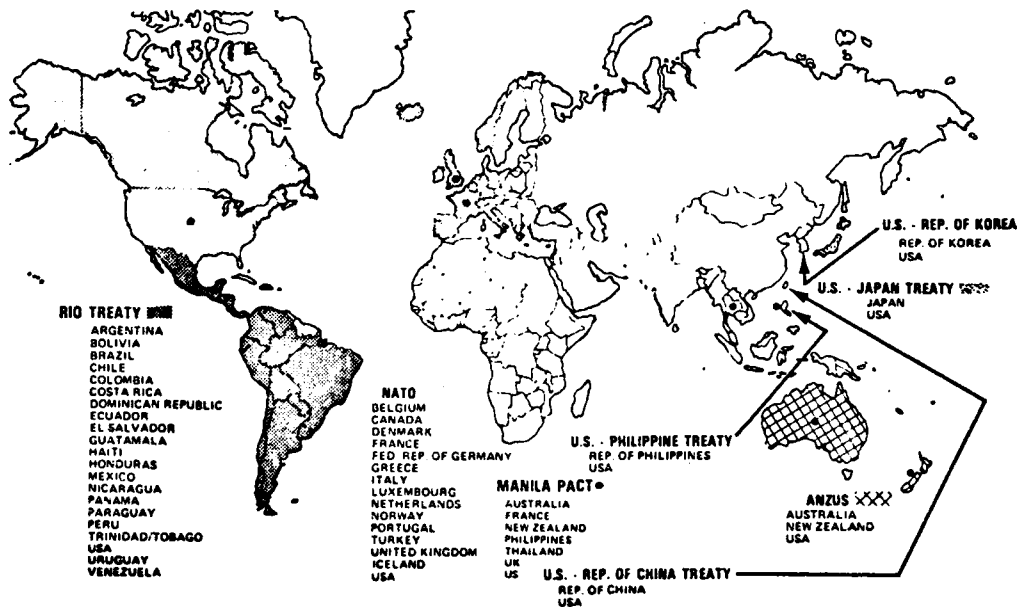 RIO TREATY
ARGENTINA
BOLIVIA
BRAZIL
CHILE
COLOMBIA
COSTA RICA
DOMINICAN REPUBLIC
ECUADOR
EL SALVADOR
GUATAMALA
HAITI
HONDURAS
MEXICO
NICARAGUA
PANAMA
PARAGUAY
PERU
TRINIDAD/TOBAGO
USA
URUGUAY
VENEZUELA
NATO
BELGIUM
CANADA
DENMARK
FRANCE
FED REP. OF GERMANY
GREECE
ITALY
LUXEMBOURG
NETHERLANDS
NORWAY
PORTUGAL
TURKEY
UNITED KINGDOM
ICELAND
USA
MANILA PACT
AUSTRALIA
FRANCE
NEW ZEALAND
PHILIPPINES
THAILAND
UK
US
U.S. - REP. OF KOREA
REP. OF KOREA
USA
U.S. - JAPAN TREATY
JAPAN
USA
U.S. - PHILIPPINE TREATY
REP. OF PHILIPPINES
USA
ANZUS
AUSTRALIA
NEW ZEALAND
USA
U.S. - REP. OF CHINA TREATY
REP. OF CHINA
USA